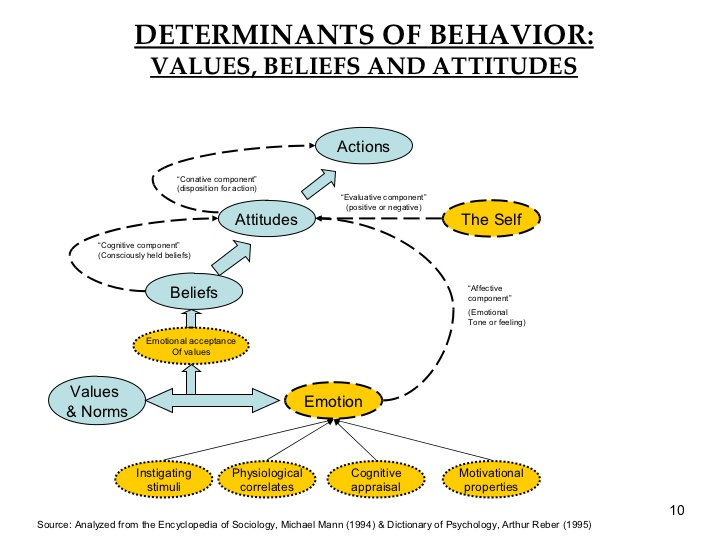 DETERMINANTS OF BEHAVIOR:
VALUES, BELIEFS AND ATTITUDES
Actions
“Conative component”
(disposition for action)
“Evaluative component”
(positive or negative)
Attitudes
The Self
“Cognitive component”
(Consciously held beliefs)
Beliefs
“Affective
component”
(Emotional
Tone or feeling)
Emotional acceptance
Of values
Values
& Norms
Emotion
Instigating
stimuli
Physiological
correlates
Cognitive
appraisal
Motivational
properties
10
Source: Analyzed from the Encyclopedia of Sociology, Michael Mann (1994) & Dictionary of Psychology, Arthur Reber (1995)